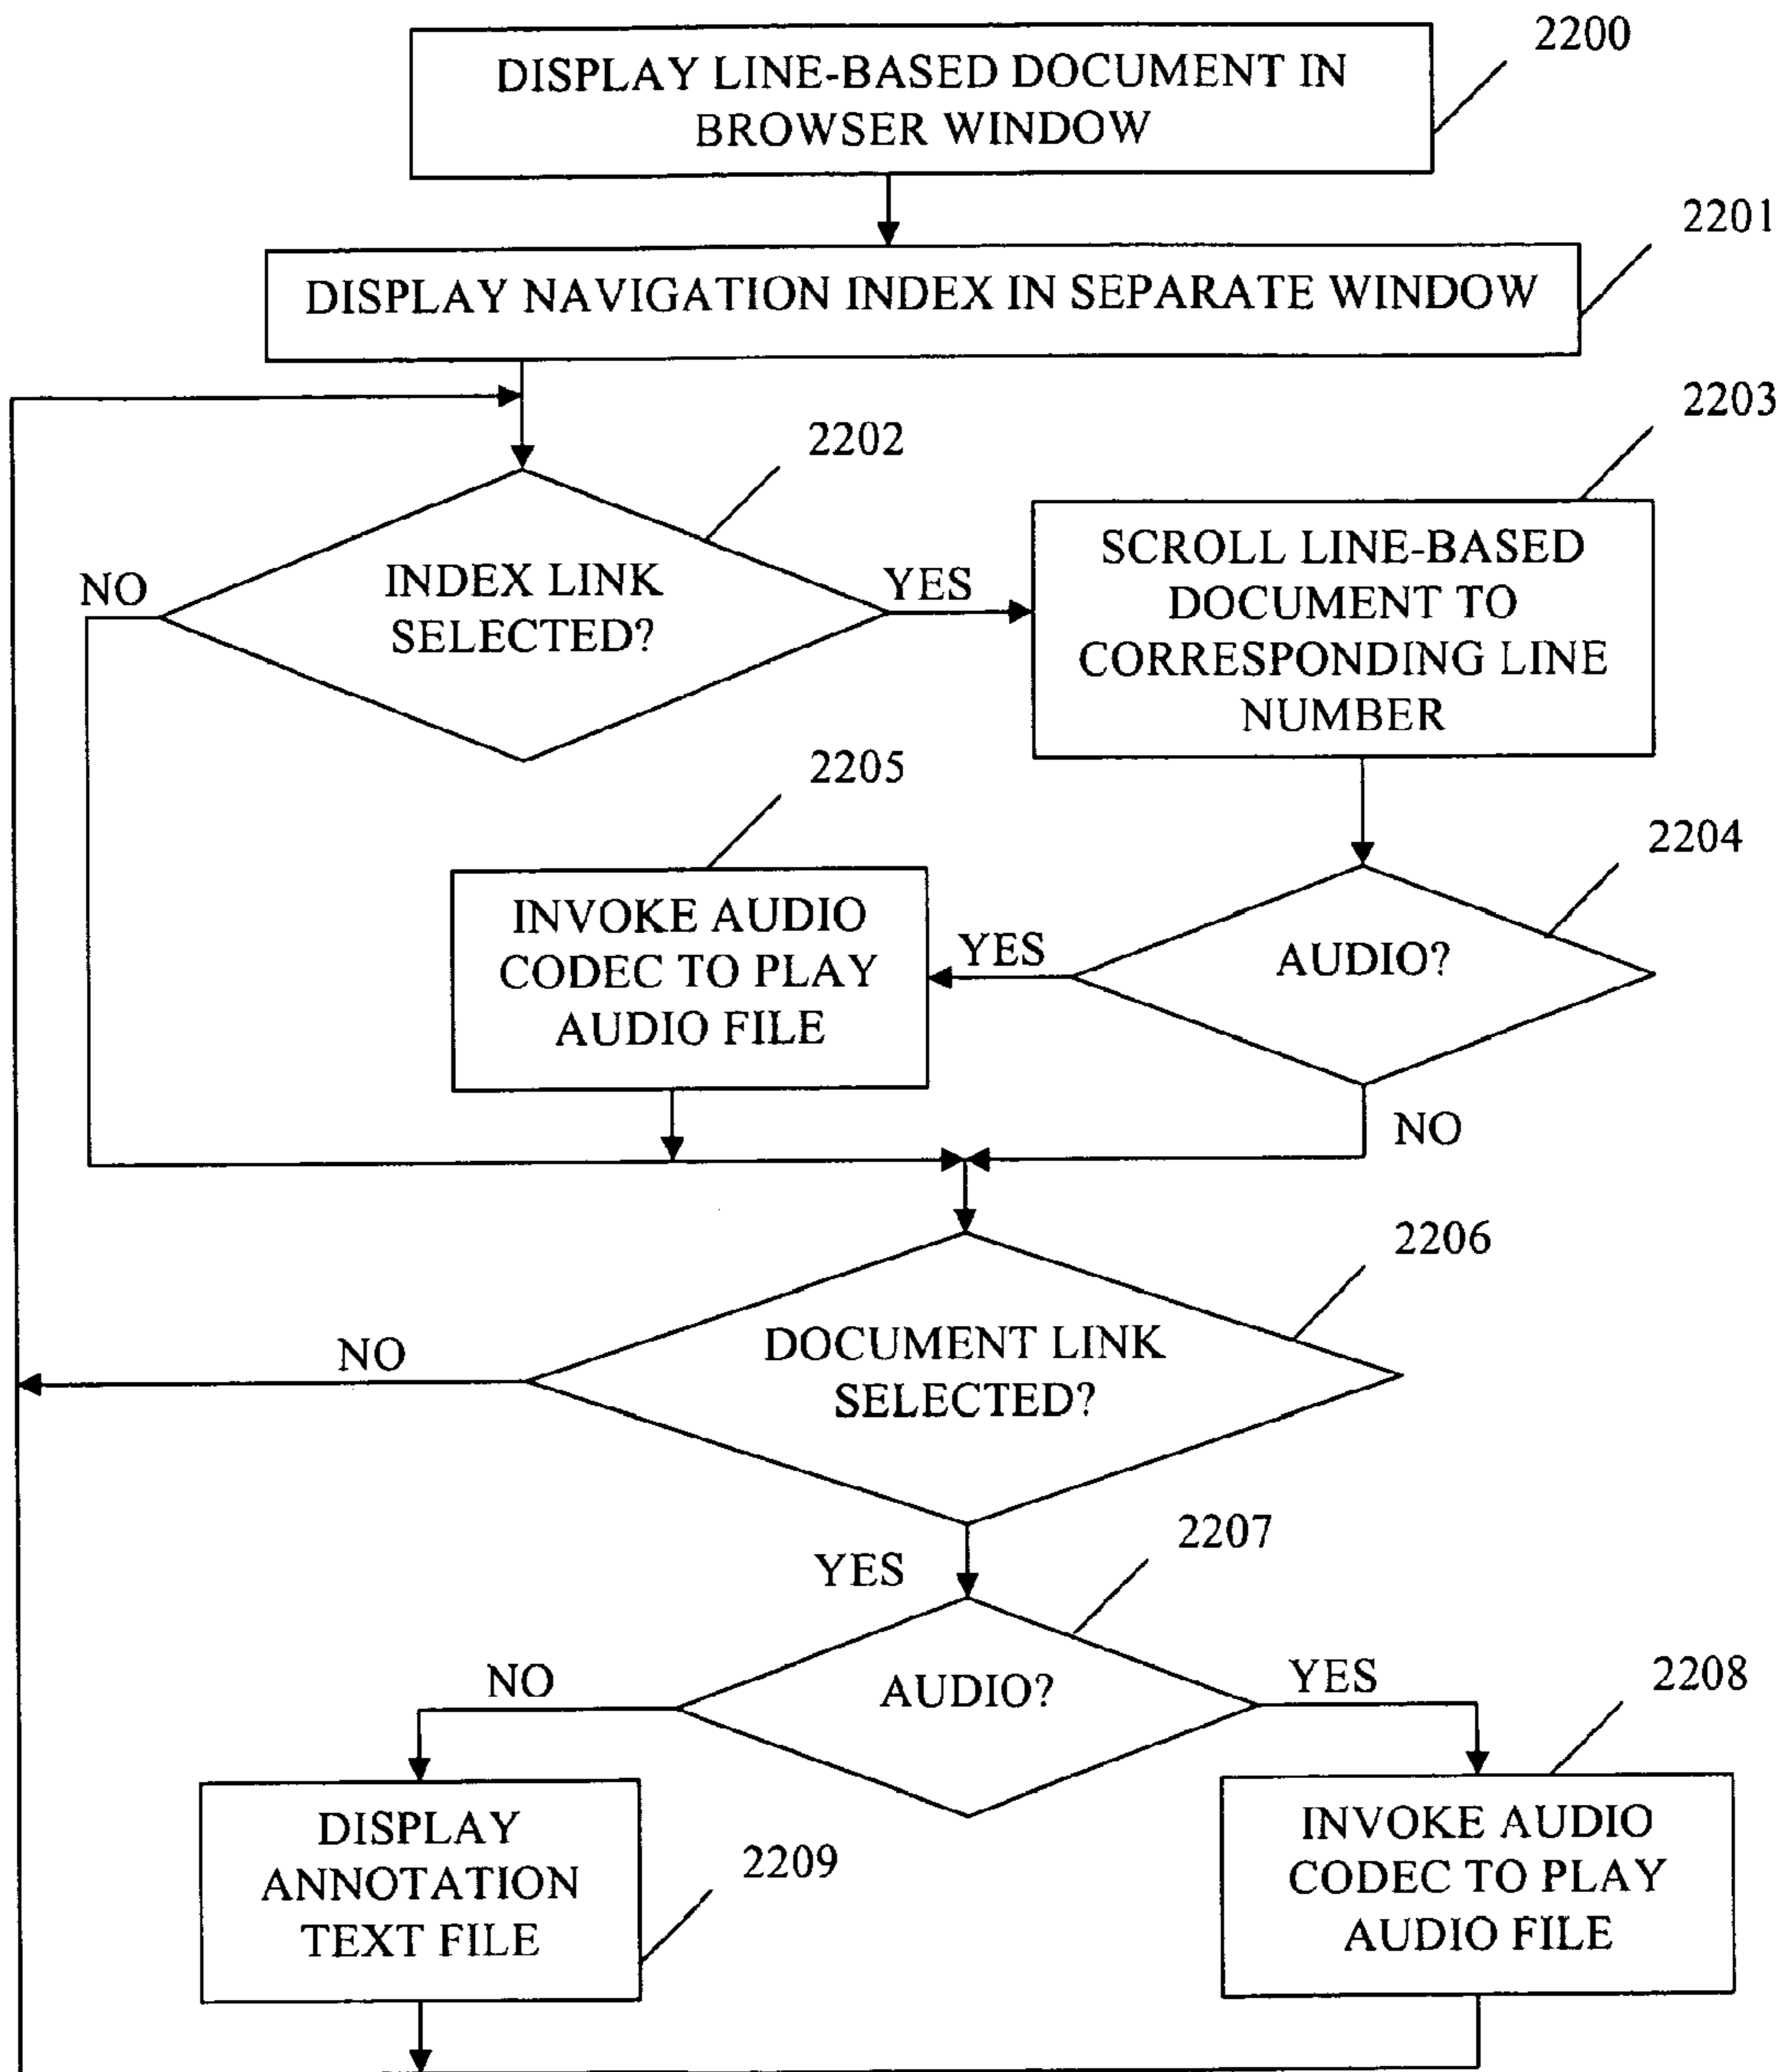 2200
DISPLAY LINE-BASED DOCUMENT IN
BROWSER WINDOW
2201
DISPLAY NAVIGATION INDEX IN SEPARATE WINDOW
2203
2202
NO
INDEX LINK
SELECTED?
YES
SCROLL LINE-BASED
DOCUMENT TO
CORRESPONDING LINE
NUMBER
2205
2204
INVOKE AUDIO
CODEC TO PLAY
AUDIO FILE
YES
AUDIO?
NO
2206
NO
DOCUMENT LINK
SELECTED?
YES
2207
NO
AUDIO?
YES
2208
DISPLAY
ANNOTATION
TEXT FILE
2209
INVOKE AUDIO
CODEC TO PLAY
AUDIO FILE